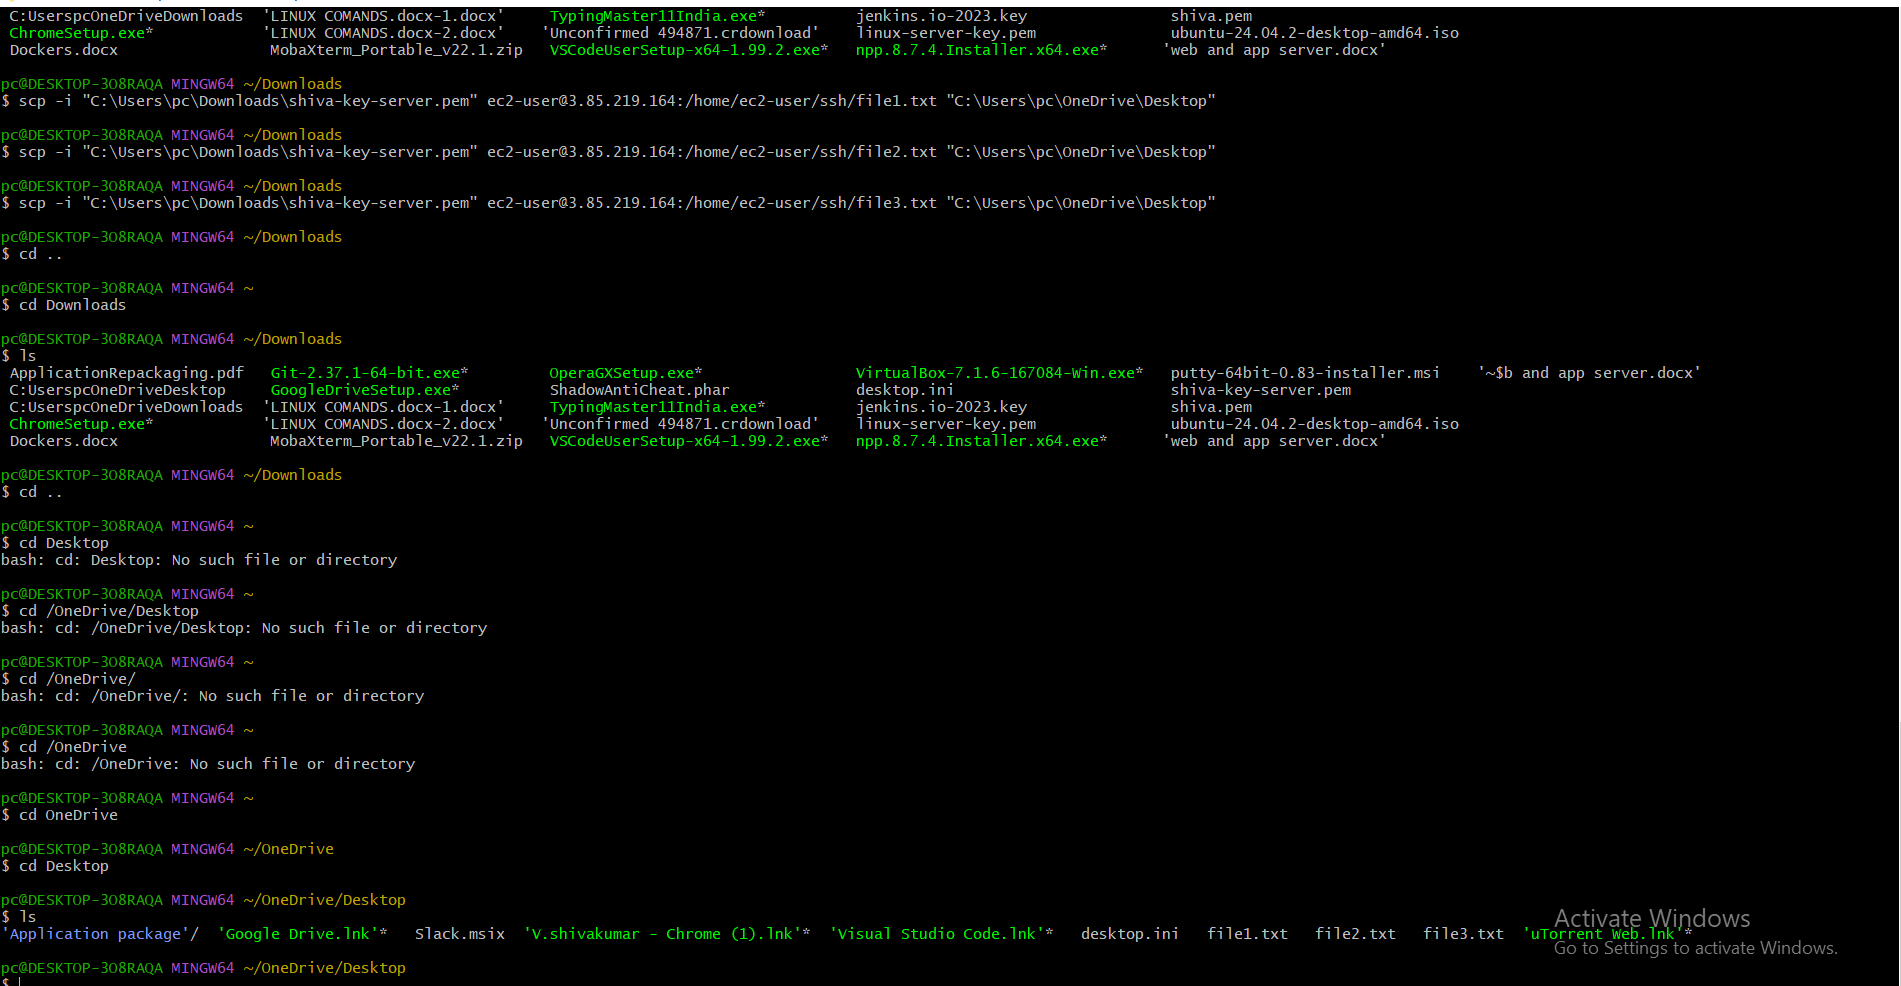 C:UserspcOneDriveDownloads  'LINUX COMANDS.docx-1.docx'  TypingMaster11India.exe*  jenkins.io-2023.key  shiva.pem
ChromeSetup.exe*  'LINUX COMANDS.docx-2.docx'  'Unconfirmed 494871.crdownload'  linux-server-key.pem  ubuntu-24.04.2-desktop-amd64.iso
Dockers.docx  MobaXterm_Portable_v22.1.zip  VSCodeUserSetup-x64-1.99.2.exe*  npp.8.7.4.Installer.x64.exe*  'web and app server.docx'
pc@DESKTOP-3O8RAQA MINGW64 ~/Downloads
$ scp -i "C:\Users\pc\Downloads\shiva-key-server.pem" ec2-user@3.85.219.164:/home/ec2-user/ssh/file1.txt "C:\Users\pc\OneDrive\Desktop"
pc@DESKTOP-3O8RAQA MINGW64 ~/Downloads
$ scp -i "C:\Users\pc\Downloads\shiva-key-server.pem" ec2-user@3.85.219.164:/home/ec2-user/ssh/file2.txt "C:\Users\pc\OneDrive\Desktop"
pc@DESKTOP-3O8RAQA MINGW64 ~/Downloads
$ scp -i "C:\Users\pc\Downloads\shiva-key-server.pem" ec2-user@3.85.219.164:/home/ec2-user/ssh/file3.txt "C:\Users\pc\OneDrive\Desktop"
pc@DESKTOP-3O8RAQA MINGW64 ~/Downloads
$ cd ..
pc@DESKTOP-3O8RAQA MINGW64 ~
$ cd Downloads
pc@DESKTOP-3O8RAQA MINGW64 ~/Downloads
$ ls
ApplicationRepackaging.pdf  Git-2.37.1-64-bit.exe*  OperaGXSetup.exe*  VirtualBox-7.1.6-167084-Win.exe*  putty-64bit-0.83-installer.msi  '~$b and app server.docx'
C:UserspcOneDriveDesktop  GoogleDriveSetup.exe*  ShadowAntiCheat.phar  desktop.ini  shiva-key-server.pem
C:UserspcOneDriveDownloads  'LINUX COMANDS.docx-1.docx'  TypingMaster11India.exe*  jenkins.io-2023.key  shiva.pem
ChromeSetup.exe*  'LINUX COMANDS.docx-2.docx'  'Unconfirmed 494871.crdownload'  linux-server-key.pem  ubuntu-24.04.2-desktop-amd64.iso
Dockers.docx  MobaXterm_Portable_v22.1.zip  VSCodeUserSetup-x64-1.99.2.exe*  npp.8.7.4.Installer.x64.exe*  'web and app server.docx'
pc@DESKTOP-3O8RAQA MINGW64 ~/Downloads
$ cd ..
pc@DESKTOP-3O8RAQA MINGW64 ~
$ cd Desktop
bash: cd: Desktop: No such file or directory
pc@DESKTOP-3O8RAQA MINGW64 ~
$ cd /OneDrive/Desktop
bash: cd: /OneDrive/Desktop: No such file or directory
pc@DESKTOP-3O8RAQA MINGW64 ~
$ cd /OneDrive/
bash: cd: /OneDrive/: No such file or directory
pc@DESKTOP-3O8RAQA MINGW64 ~
$ cd /OneDrive
bash: cd: /OneDrive: No such file or directory
pc@DESKTOP-3O8RAQA MINGW64 ~
$ cd OneDrive
pc@DESKTOP-3O8RAQA MINGW64 ~/OneDrive
$ cd Desktop
pc@DESKTOP-3O8RAQA MINGW64 ~/OneDrive/Desktop
$ ls
'Application package'/  'Google Drive.lnk'*  Slack.msix  'V.shivakumar - Chrome (1).lnk'*  'Visual Studio Code.lnk'*  desktop.ini  file1.txt  file2.txt  file3.txt  'uTorrent Web.lnk'*
pc@DESKTOP-3O8RAQA MINGW64 ~/OneDrive/Desktop
$
Activate Windows
Go to Settings to activate Windows.